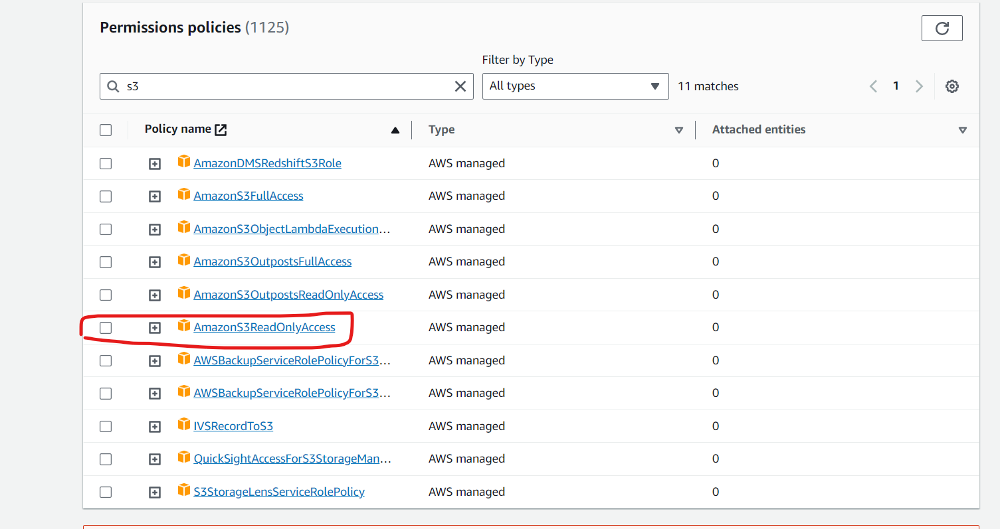 Permissions policies (1125)
Filter by Type
s3 All types 11 matches 1
Policy name Type Attached entities
AmazonDMSRedshiftS3Role AWS managed 0
AmazonS3FullAccess AWS managed 0
AmazonS3ObjectLambdaExecution... AWS managed 0
AmazonS3OutpostsFullAccess AWS managed 0
AmazonS3OutpostsReadOnlyAccess AWS managed 0
AmazonS3ReadOnlyAccess AWS managed 0
AWSBackupServiceRolePolicyForS3... AWS managed 0
AWSBackupServiceRolePolicyForS3... AWS managed 0
IVSRecordToS3 AWS managed 0
QuickSightAccessForS3StorageMan... AWS managed 0
S3StorageLensServiceRolePolicy AWS managed 0